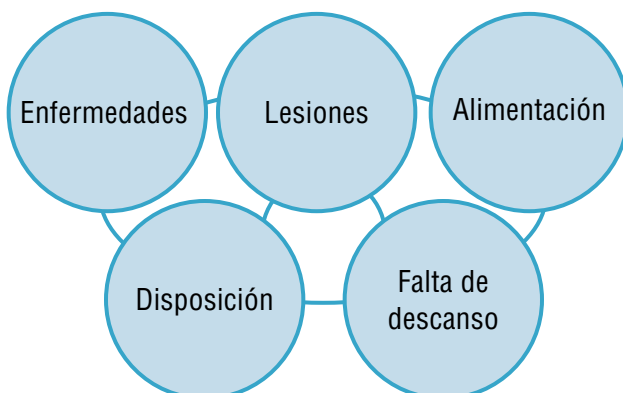 Enfermedades
Lesiones
Alimentación
Disposición
Falta de
descanso